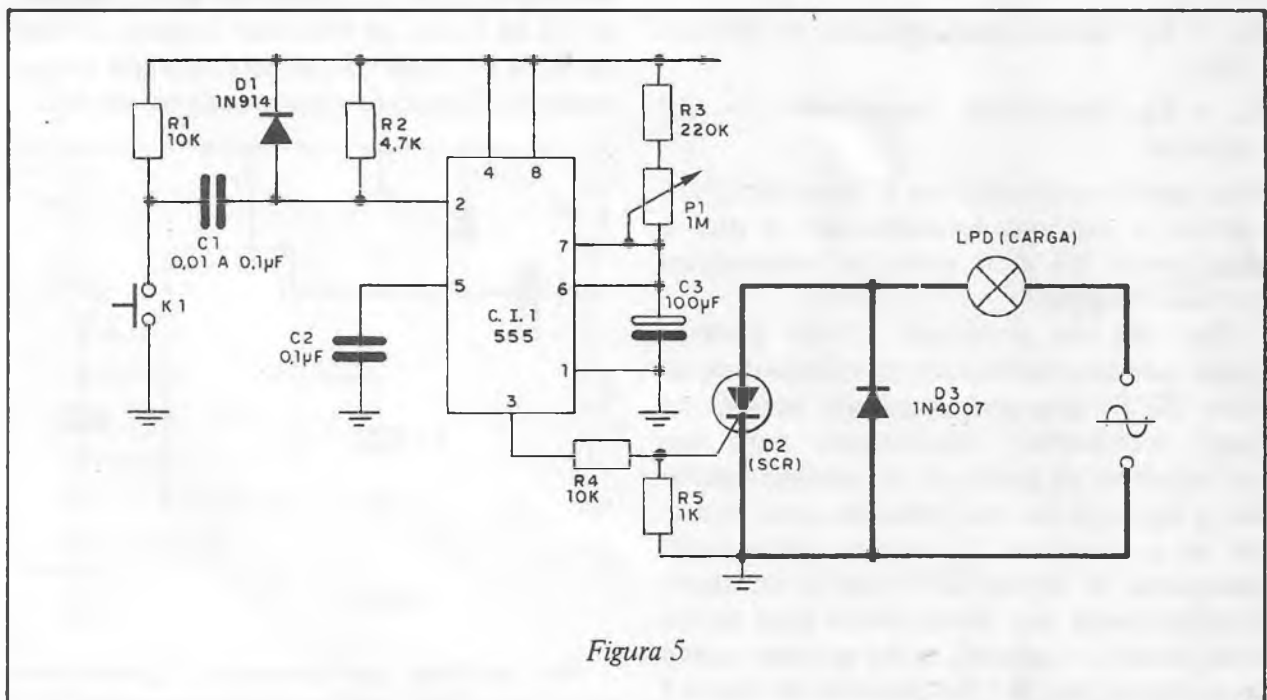 D1
1N914
R1
10K
R2
4,7K
R3
220K
4
8
2
P1
1M
7
C1
0,01 A 0,1µF
LPD (CARGA)
5
6
C3
100µF
K1
C.I.1
555
C2
0,1µF
1
D3
1N4007
3
D2
(SCR)
R4
10K
R5
1K
Figura 5